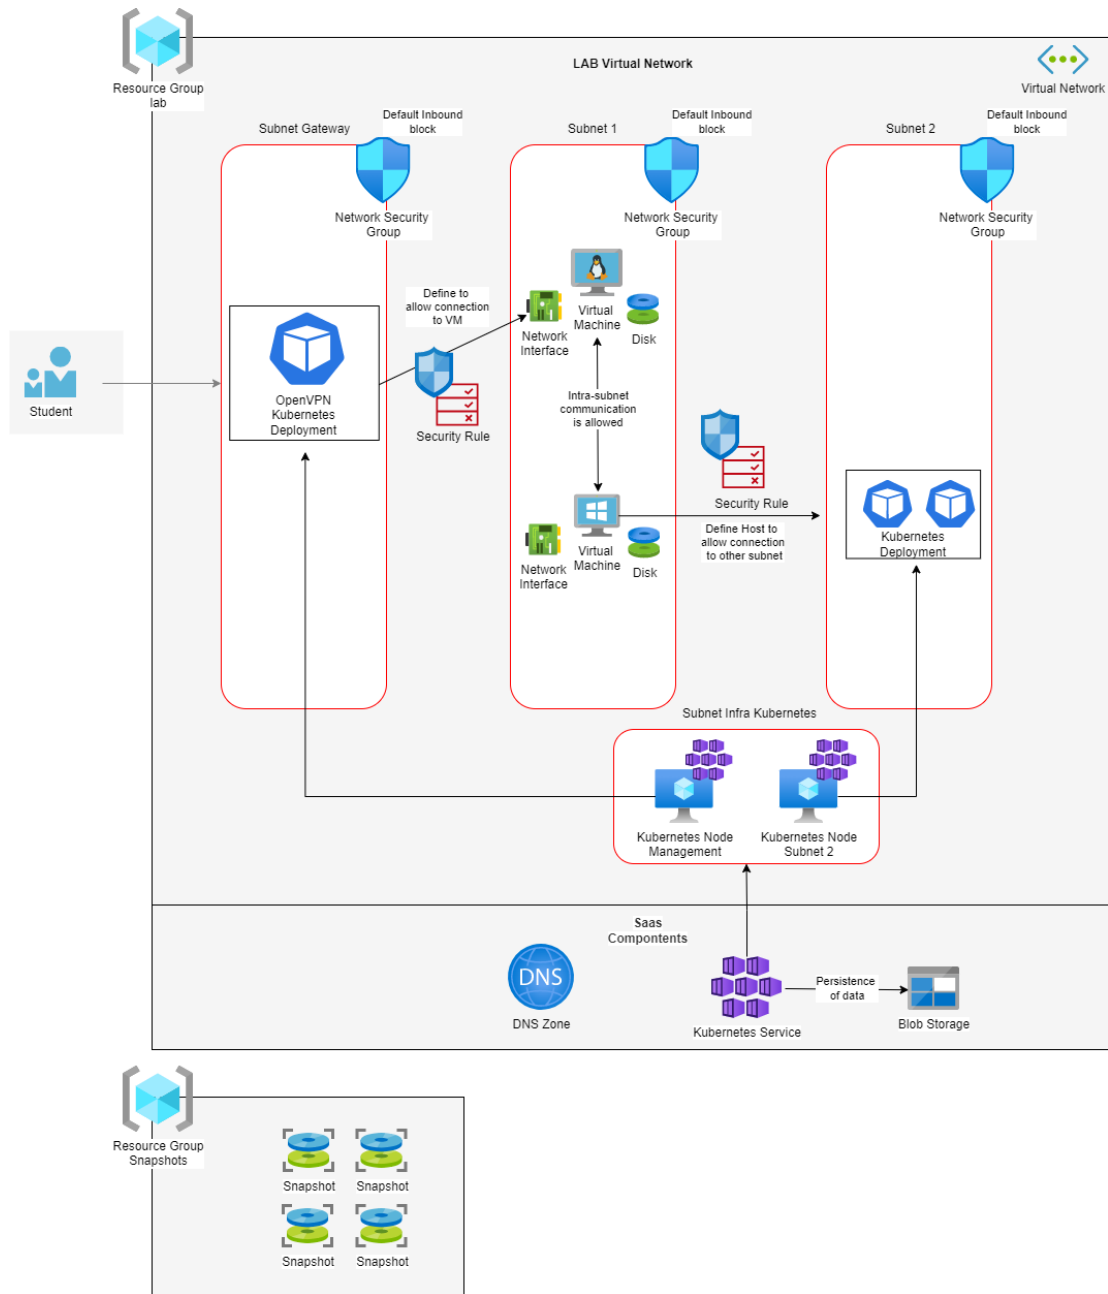 Resource Group
lab
LAB Virtual Network
Virtual Network
Subnet Gateway
Default Inbound
block
Network Security
Group
Subnet 1
Default Inbound
block
Network Security
Group
Subnet 2
Default Inbound
block
Network Security
Group
Student
OpenVPN
Kubernetes
Deployment
Define to
allow connection
to VM
Security Rule
Network
Interface
Virtual
Machine
Disk
Intra-subnet
communication
is allowed
Network
Interface
Virtual
Machine
Disk
Security Rule
Define Host to
allow connection
to other subnet
Kubernetes
Deployment
Subnet Infra Kubernetes
Kubernetes Node
Management
Kubernetes Node
Subnet 2
Saas
Compontents
DNS
DNS Zone
Kubernetes Service
Persistence
of data
Blob Storage
Resource Group
Snapshots
Snapshot
Snapshot
Snapshot
Snapshot